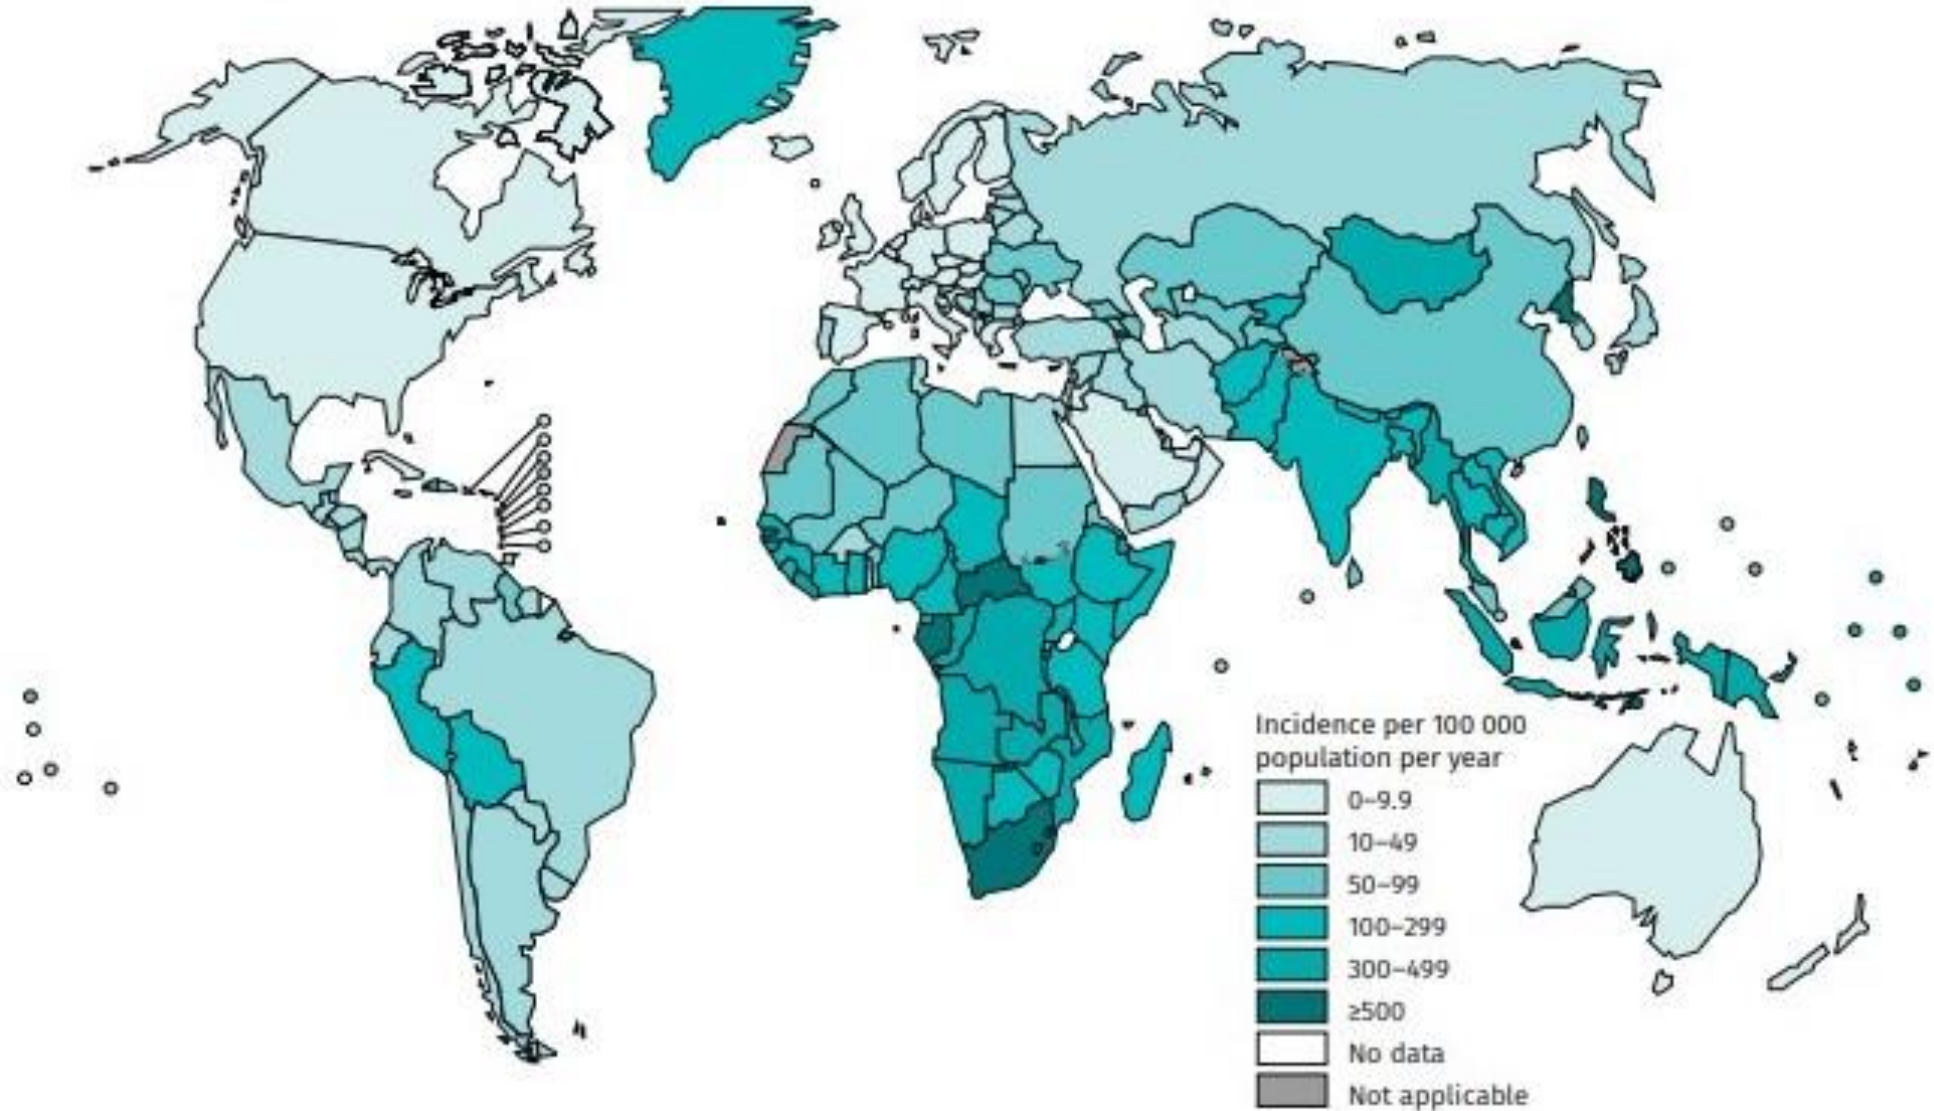 Incidence per 100 000
population per year
0–9.9
10–49
50–99
100–299
300–499
≥500
No data
Not applicable